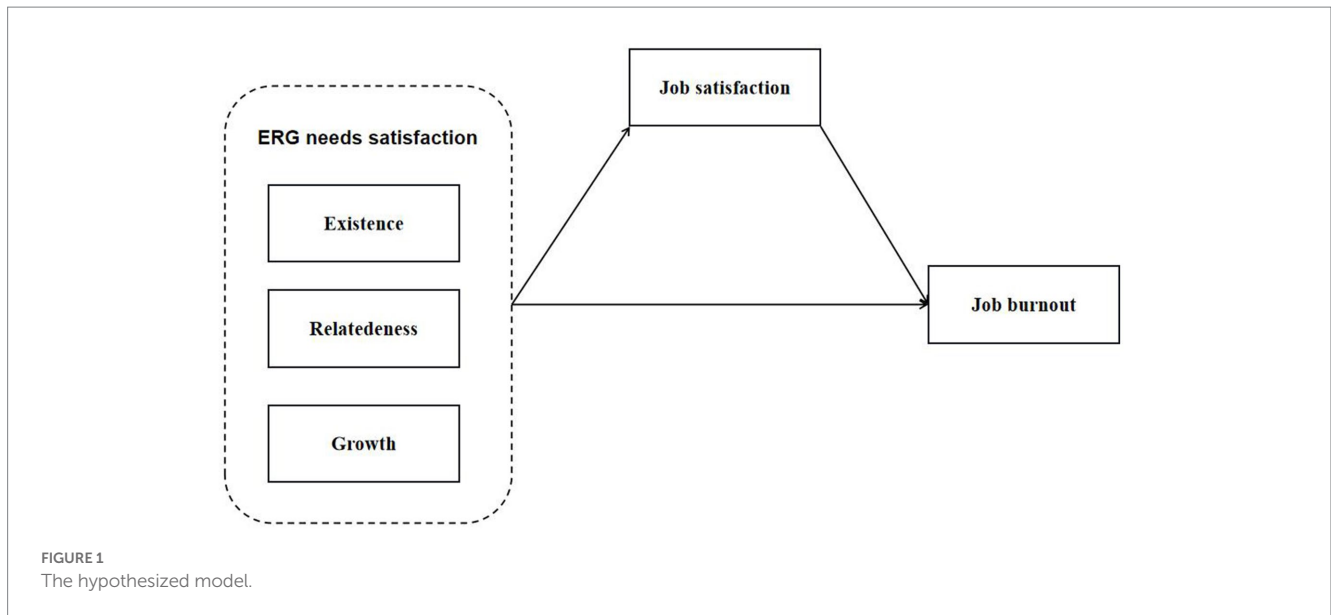 Job satisfaction
ERG needs satisfaction
Existence
Relatedeness
Growth
Job burnout
FIGURE 1
The hypothesized model.